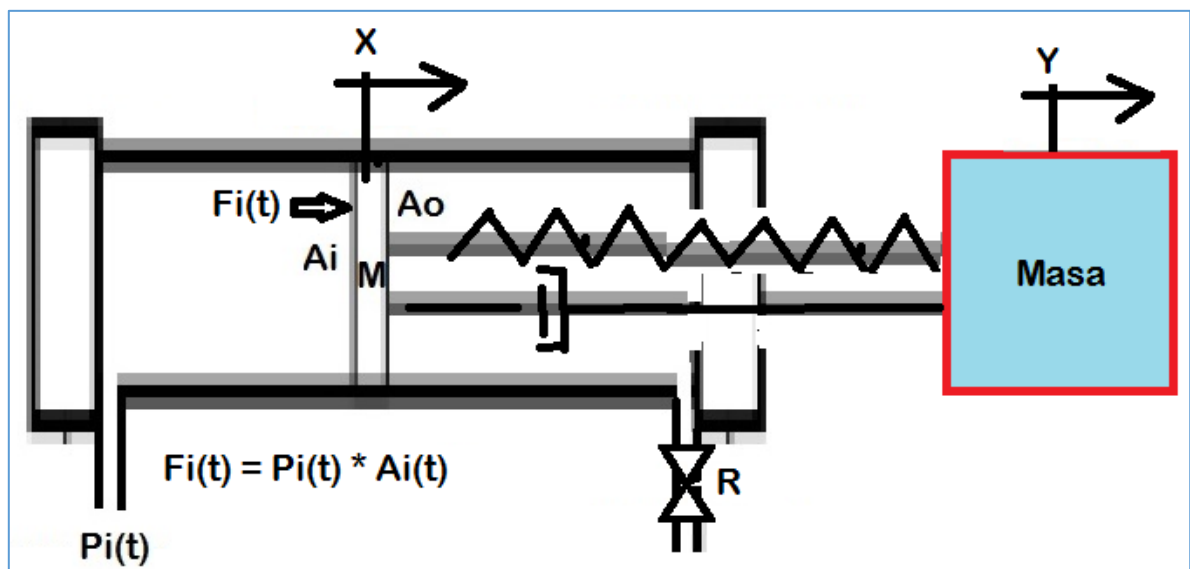 X
Y
Fi(t)
Ao
Ai
M
Masa
Fi(t) = Pi(t) * Ai(t)
R
Pi(t)